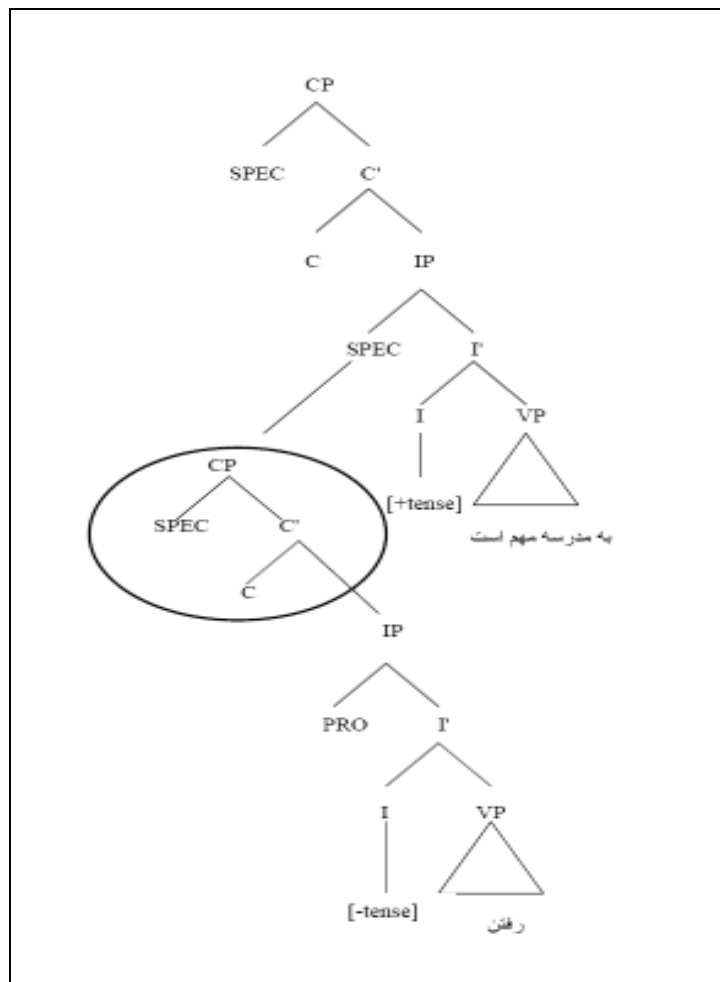 CP
SPEC C'
C IP
SPEC I'
I VP
CP
[+tense]
SPEC C'
به مدرسه مهم است
C
IP
PRO I'
I VP
[-tense]
رفتن